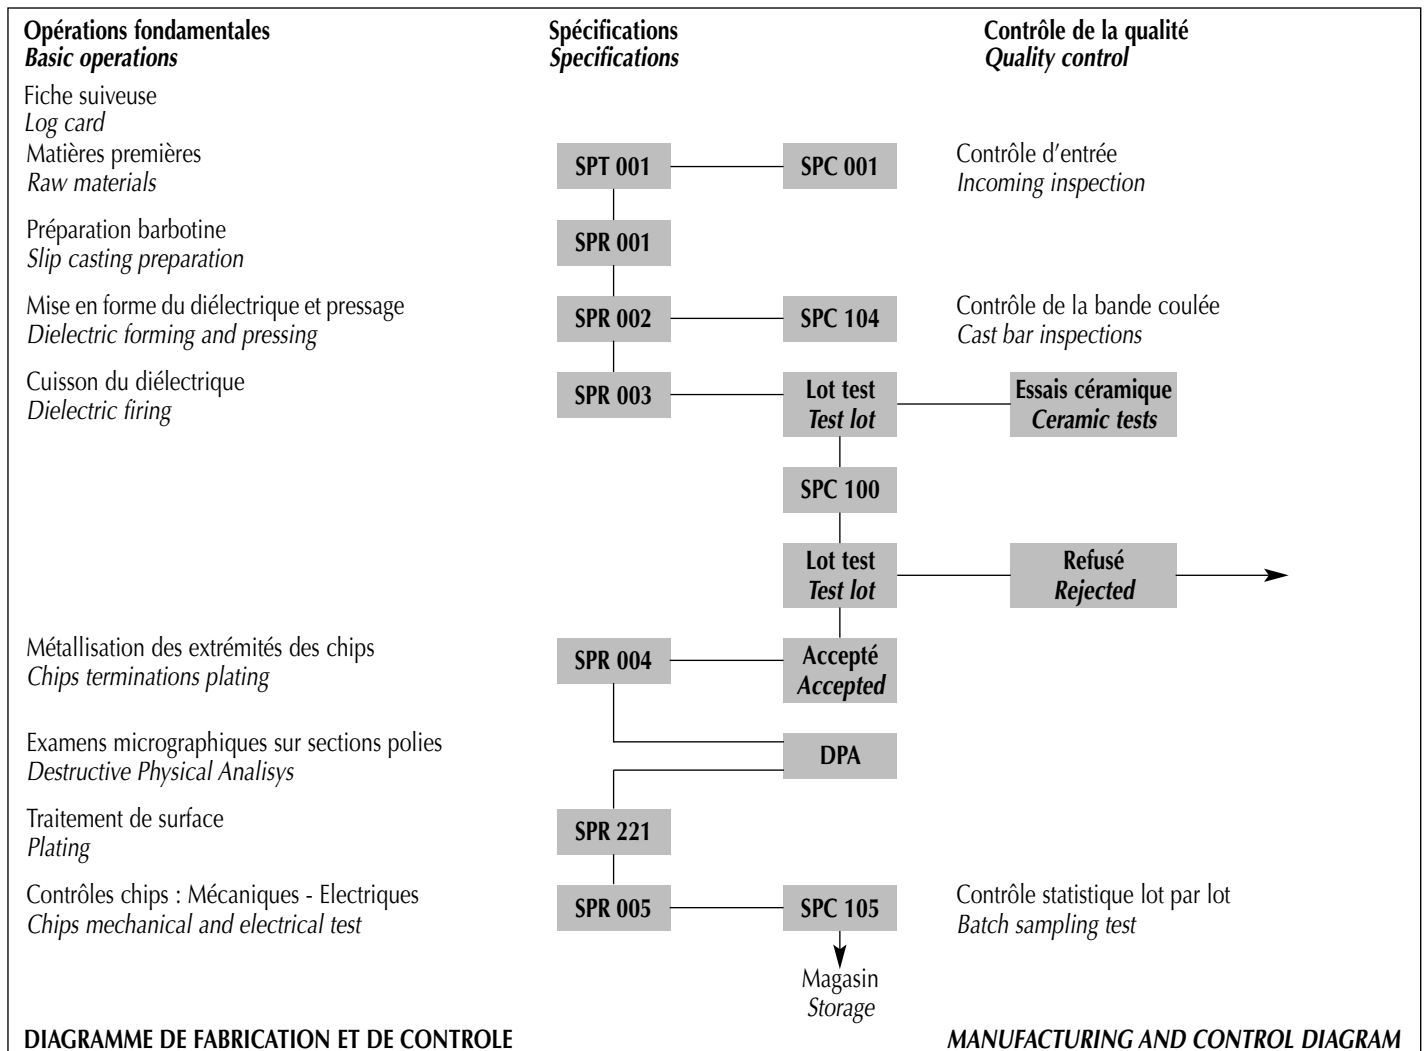 Opérations fondamentales
Basic operations
Spécifications
Specifications
Contrôle de la qualité
Quality control
Fiche suiveuse
Log card
Matières premières
Raw materials
SPT 001
SPC 001
Contrôle d'entrée
Incoming inspection
Préparation barbotine
Slip casting preparation
SPR 001
Mise en forme du diélectrique et pressage
Dielectric forming and pressing
SPR 002
SPC 104
Contrôle de la bande coulée
Cast bar inspections
Cuisson du diélectrique
Dielectric firing
SPR 003
Lot test
Test lot
Essais céramique
Ceramic tests
SPC 100
Lot test
Test lot
Refusé
Rejected
Métallisation des extrémités des chips
Chips terminations plating
SPR 004
Accepté
Accepted
Examens micrographiques sur sections polies
Destructive Physical Analisys
DPA
Traitement de surface
Plating
SPR 221
Contrôles chips : Mécaniques - Electriques
Chips mechanical and electrical test
SPR 005
SPC 105
Contrôle statistique lot par lot
Batch sampling test
Magasin
Storage
DIAGRAMME DE FABRICATION ET DE CONTROLE
MANUFACTURING AND CONTROL DIAGRAM